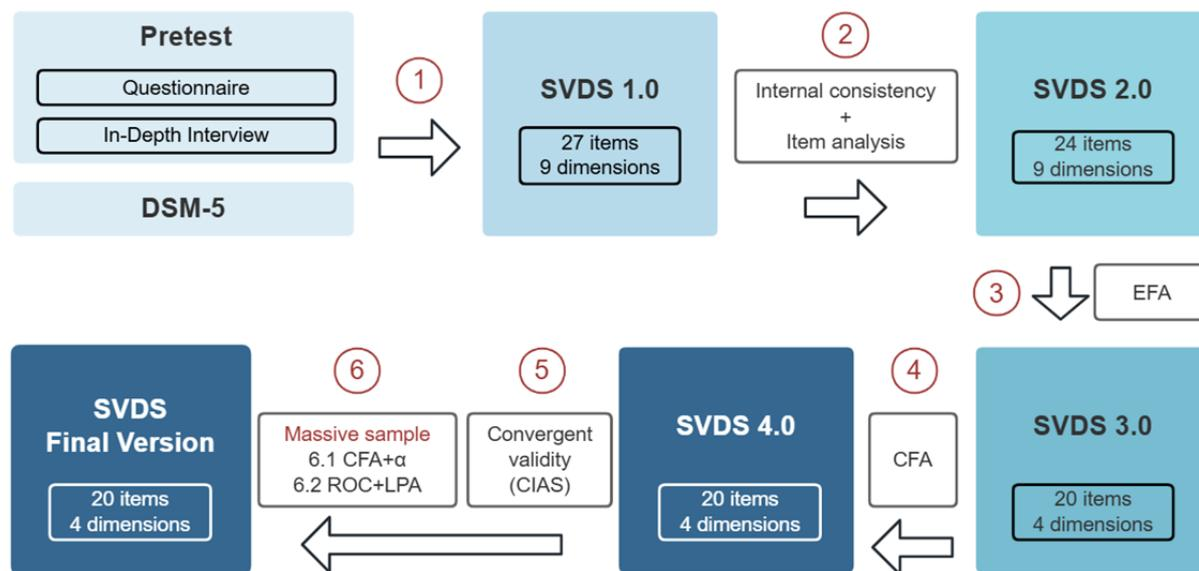 Pretest
Questionnaire
In-Depth Interview
DSM-5
1
SVDS 1.0
27 items
9 dimensions
2
Internal consistency
+
Item analysis
SVDS 2.0
24 items
9 dimensions
3
EFA
SVDS 3.0
20 items
4 dimensions
4
CFA
SVDS 4.0
20 items
4 dimensions
5
Convergent
validity
(CIAS)
6
Massive sample
6.1 CFA+α
6.2 ROC+LPA
SVDS
Final Version
20 items
4 dimensions